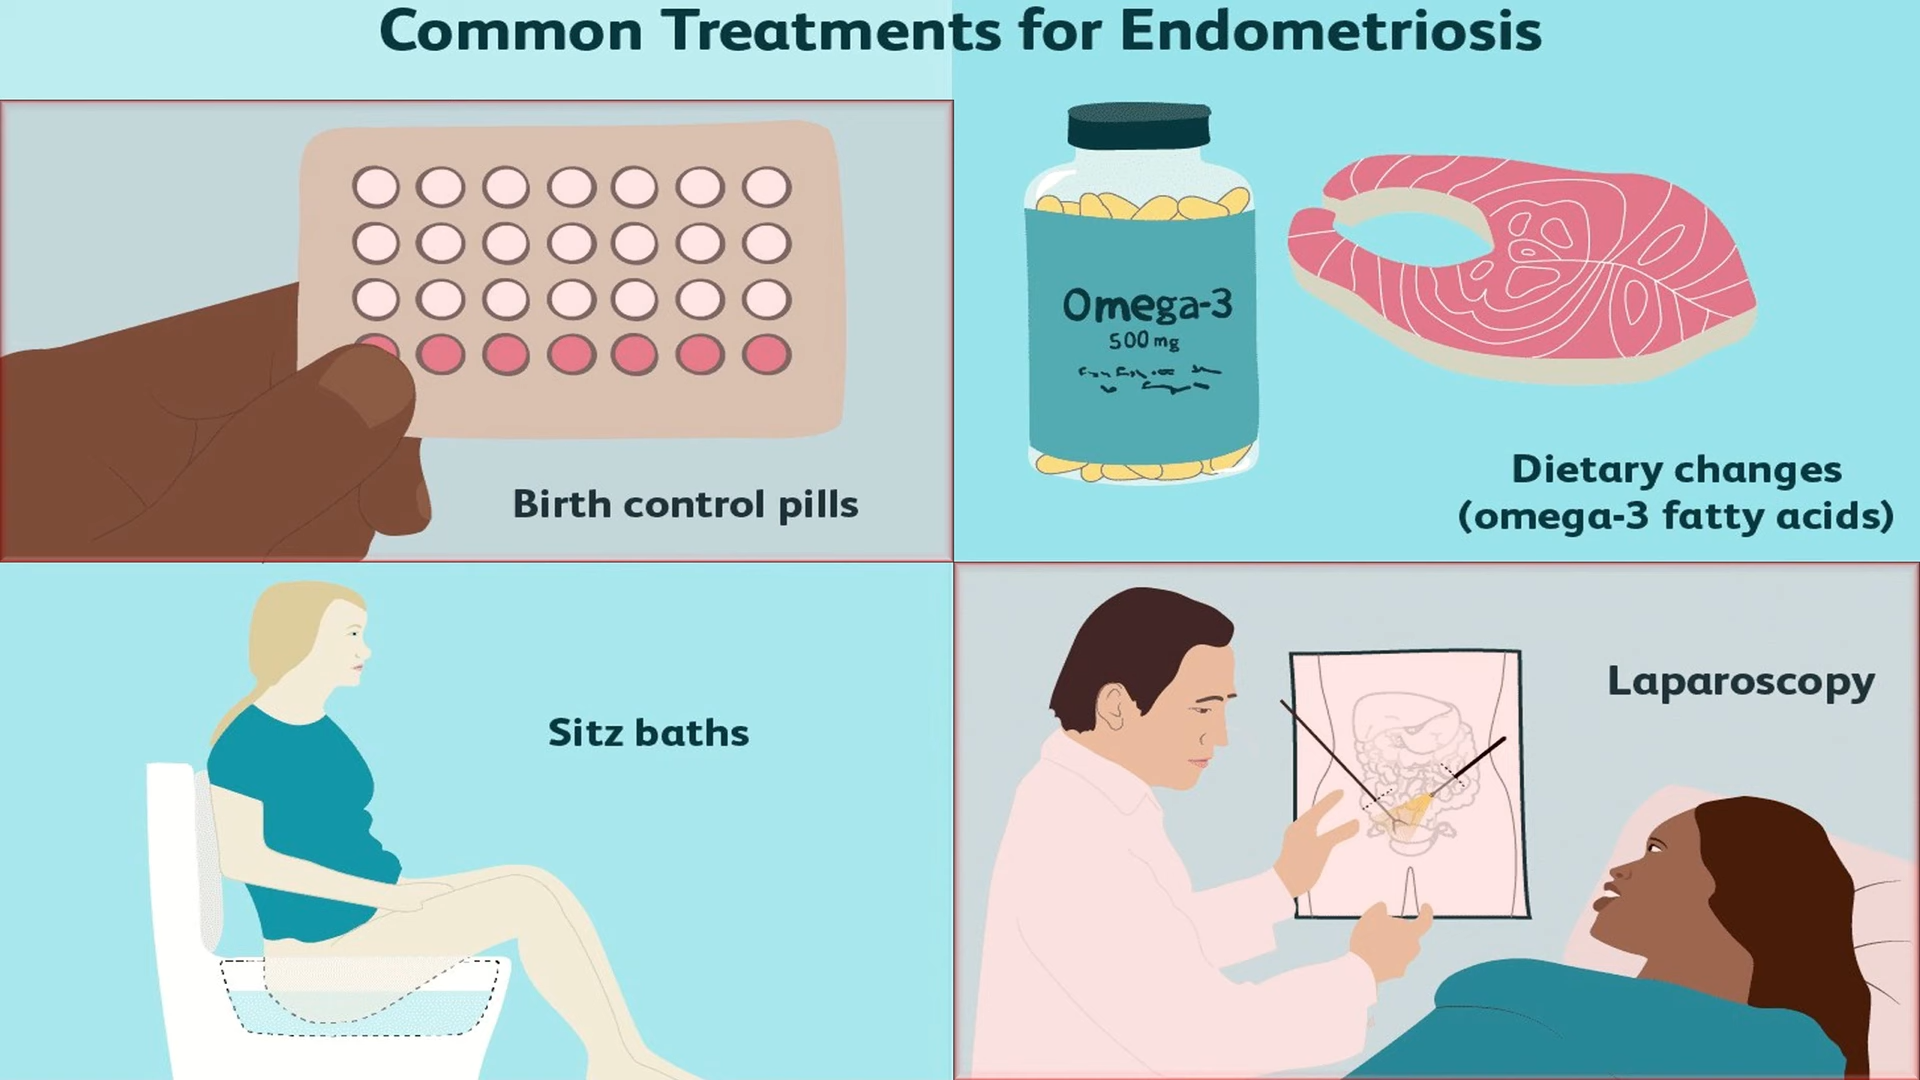 Common Treatments for Endometriosis
Birth control pills
Omega-3
500 mg
Dietary changes
(omega-3 fatty acids)
Sitz baths
Laparoscopy